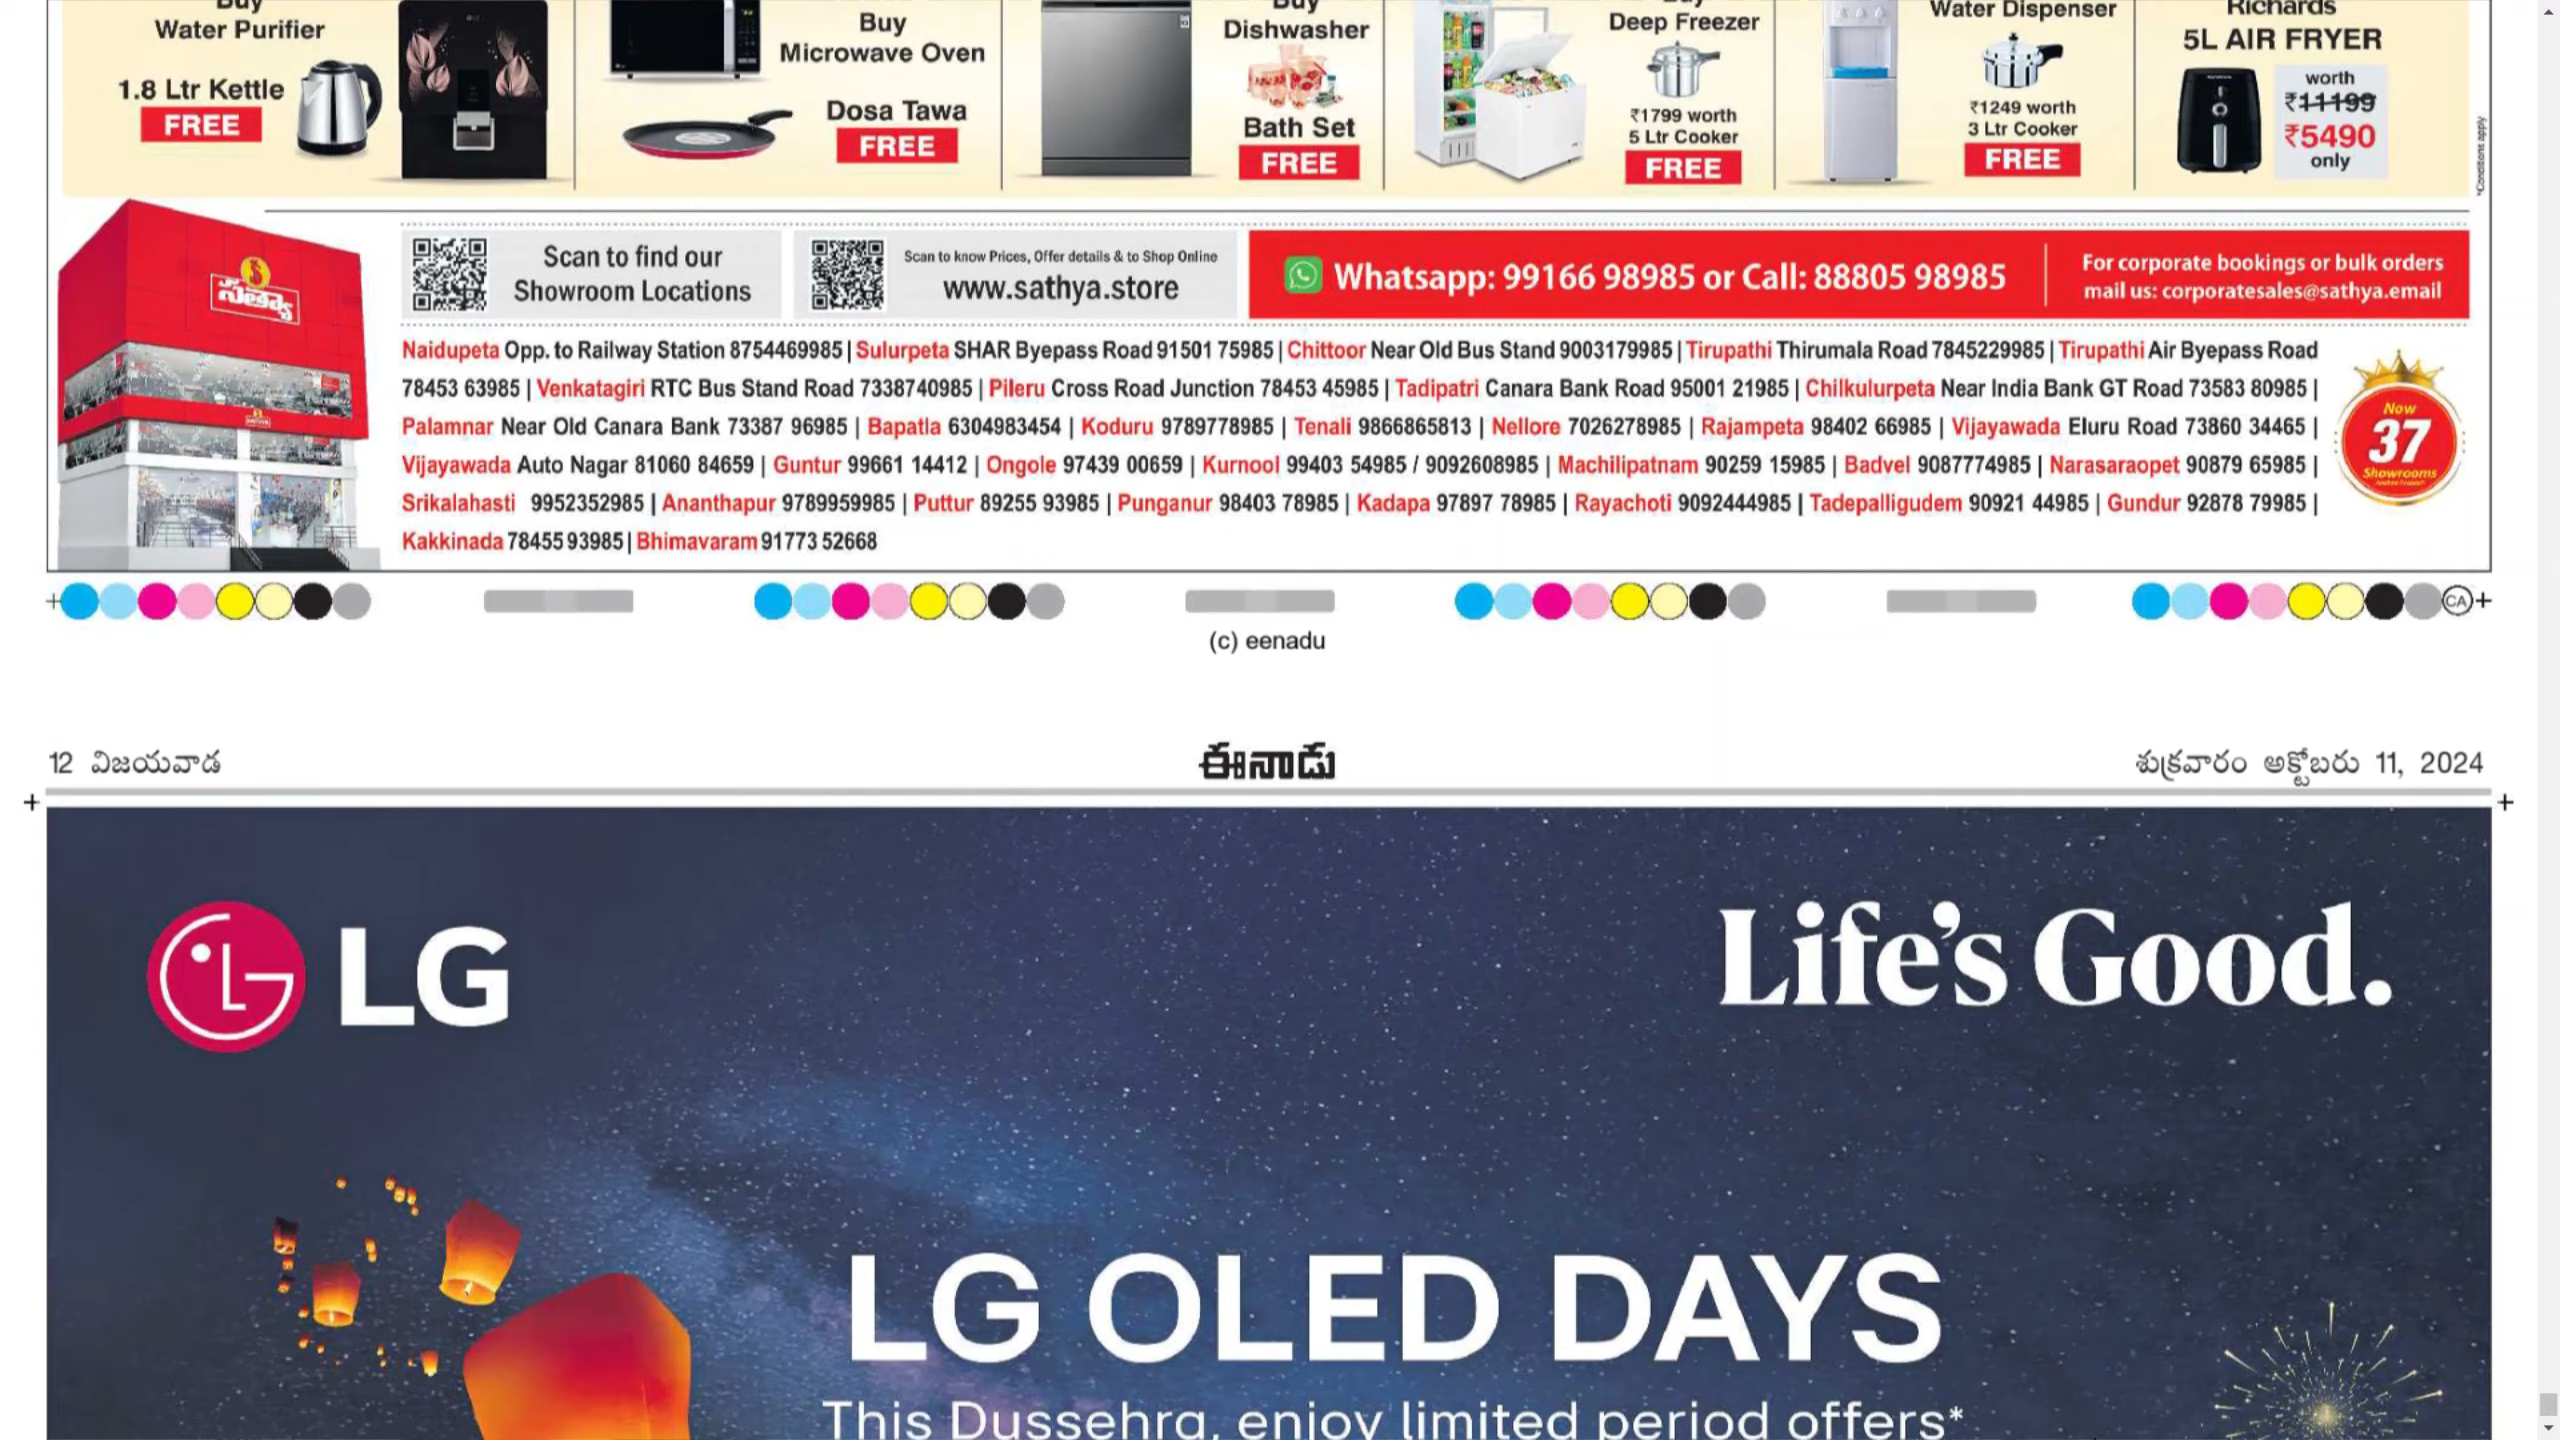 Buy
Water Purifier
1.8 Ltr Kettle
FREE
Buy
Microwave Oven
Dosa Tawa
FREE
Buy
Dishwasher
Bath Set
FREE
Buy
Deep Freezer
₹1799 worth
5 Ltr Cooker
FREE
Water Dispenser
₹1249 worth
3 Ltr Cooker
FREE
Richards
5L AIR FRYER
worth
₹11199
₹5490
only
*Conditions apply
సత్యా
Scan to find our
Showroom Locations
Scan to know Prices, Offer details & to Shop Online
www.sathya.store
Whatsapp: 99166 98985 or Call: 88805 98985
For corporate bookings or bulk orders
mail us: corporatesales@sathya.email
Naidupeta Opp. to Railway Station 8754469985 | Sulurpeta SHAR Byepass Road 91501 75985 | Chittoor Near Old Bus Stand 9003179985 | Tirupathi Thirumala Road 7845229985 | Tirupathi Air Byepass Road
78453 63985 | Venkatagiri RTC Bus Stand Road 7338740985 | Pileru Cross Road Junction 78453 45985 | Tadipatri Canara Bank Road 95001 21985 | Chilkulurpeta Near India Bank GT Road 73583 80985 |
Palamnar Near Old Canara Bank 73387 96985 | Bapatla 6304983454 | Koduru 9789778985 | Tenali 9866865813 | Nellore 7026278985 | Rajampeta 98402 66985 | Vijayawada Eluru Road 73860 34465 |
Vijayawada Auto Nagar 81060 84659 | Guntur 99661 14412 | Ongole 97439 00659 | Kurnool 99403 54985 / 9092608985 | Machilipatnam 90259 15985 | Badvel 9087774985 | Narasaraopet 90879 65985 |
Srikalahasti 9952352985 | Ananthapur 9789959985 | Puttur 89255 93985 | Punganur 98403 78985 | Kadapa 97897 78985 | Rayachoti 9092444985 | Tadepalligudem 90921 44985 | Gundur 92878 79985 |
Kakkinada 78455 93985 | Bhimavaram 91773 52668
Now
37
Showrooms
CA
(c) eenadu
12 విజయవాడ
ఈనాడు
శుక్రవారం అక్టోబరు 11, 2024
LG
Life's Good.
LG OLED DAYS
This Dussehra, enjoy limited period offers*